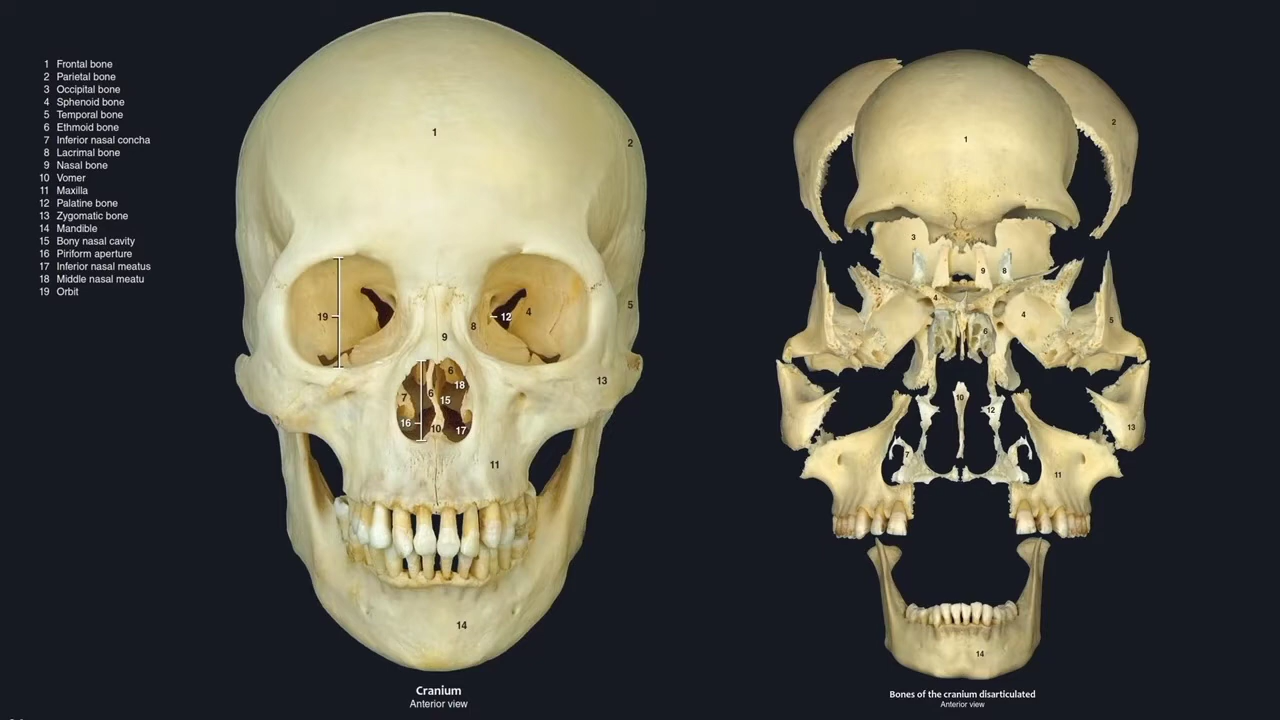 1 Frontal bone
2 Parietal bone
3 Occipital bone
4 Sphenoid bone
5 Temporal bone
6 Ethmoid bone
7 Inferior nasal concha
8 Lacrimal bone
9 Nasal bone
10 Vomer
11 Maxilla
12 Palatine bone
13 Zygomatic bone
14 Mandible
15 Bony nasal cavity
16 Piriform aperture
17 Inferior nasal meatus
18 Middle nasal meatu
19 Orbit
1
2
19
4
12
5
8
9
6
18
13
7
6
15
16
10
17
11
14
Cranium
Anterior view
1
2
3
9
8
4
4
5
6
10
12
13
7
11
14
Bones of the cranium disarticulated
Anterior view